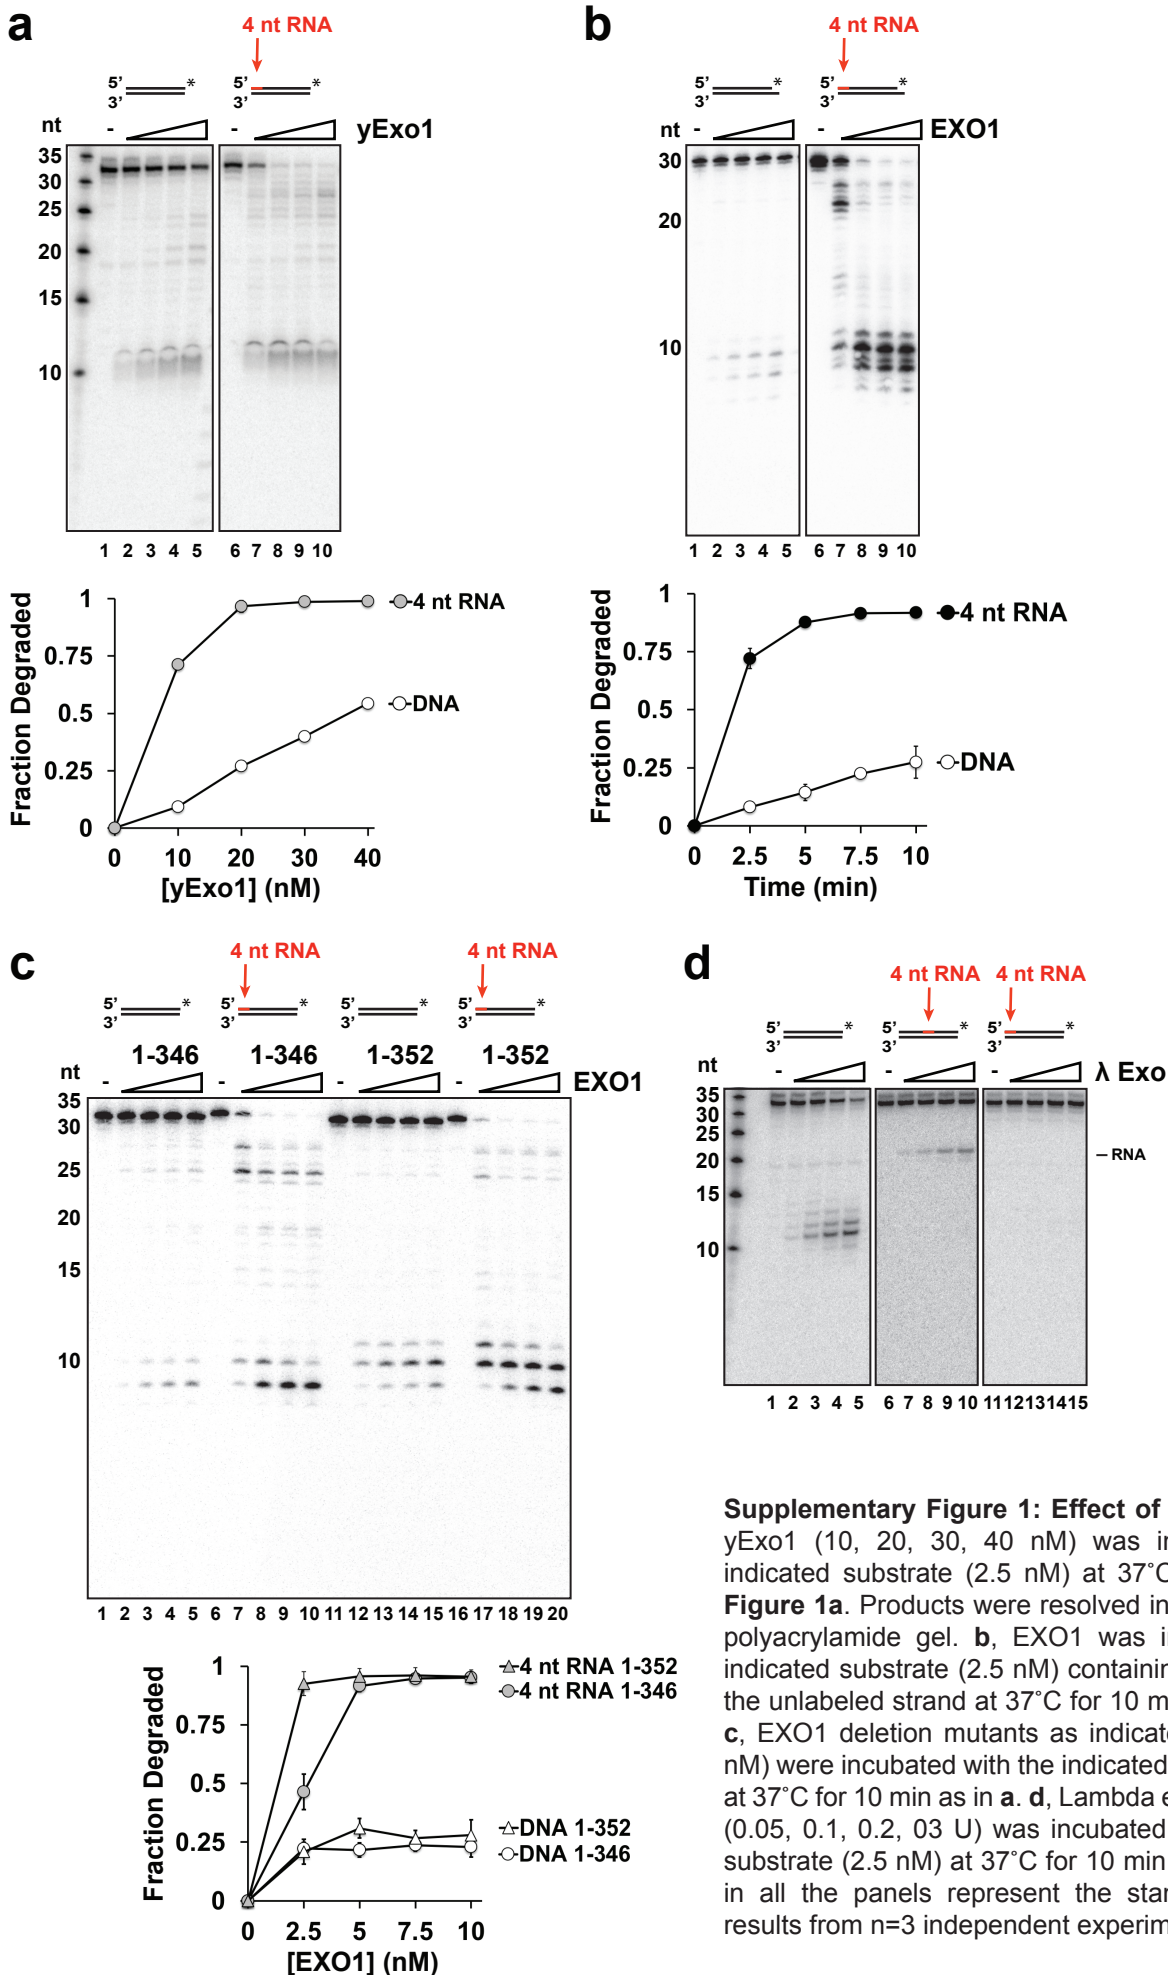 a
4 nt RNA
5' *
3'
5' *
3'
nt - - yExo1
35
30
25
20
15
10
1 2 3 4 5 6 7 8 9 10
Fraction Degraded
1
0.75
0.5
0.25
0
4 nt RNA
DNA
0 10 20 30 40
[yExo1] (nM)
b
4 nt RNA
5' *
3'
5' *
3'
nt - - EXO1
30
20
10
1 2 3 4 5 6 7 8 9 10
Fraction Degraded
1
0.75
0.5
0.25
0
4 nt RNA
DNA
0 2.5 5 7.5 10
Time (min)
c
4 nt RNA 4 nt RNA
5' * 5' * 5' * 5' *
3' 3' 3' 3'
1-346 1-346 1-352 1-352
nt - - - - EXO1
35
30
25
20
15
10
1 2 3 4 5 6 7 8 9 10 11 12 13 14 15 16 17 18 19 20
Fraction Degraded
1
0.75
0.5
0.25
0
4 nt RNA 1-352
4 nt RNA 1-346
DNA 1-352
DNA 1-346
0 2.5 5 7.5 10
[EXO1] (nM)
d
4 nt RNA 4 nt RNA
5' * 5' * 5' *
3' 3' 3'
nt - - - λ Exo
35
30
25
20
15
10
– RNA
1 2 3 4 5 6 7 8 9 10 11 12 13 14 15
Supplementary Figure 1: Effect of
yExo1 (10, 20, 30, 40 nM) was in
indicated substrate (2.5 nM) at 37˚C
Figure 1a. Products were resolved in
polyacrylamide gel. b, EXO1 was in
indicated substrate (2.5 nM) containin
the unlabeled strand at 37˚C for 10 m
c, EXO1 deletion mutants as indicate
nM) were incubated with the indicated
at 37˚C for 10 min as in a. d, Lambda e
(0.05, 0.1, 0.2, 03 U) was incubated
substrate (2.5 nM) at 37˚C for 10 min
in all the panels represent the stan
results from n=3 independent experim